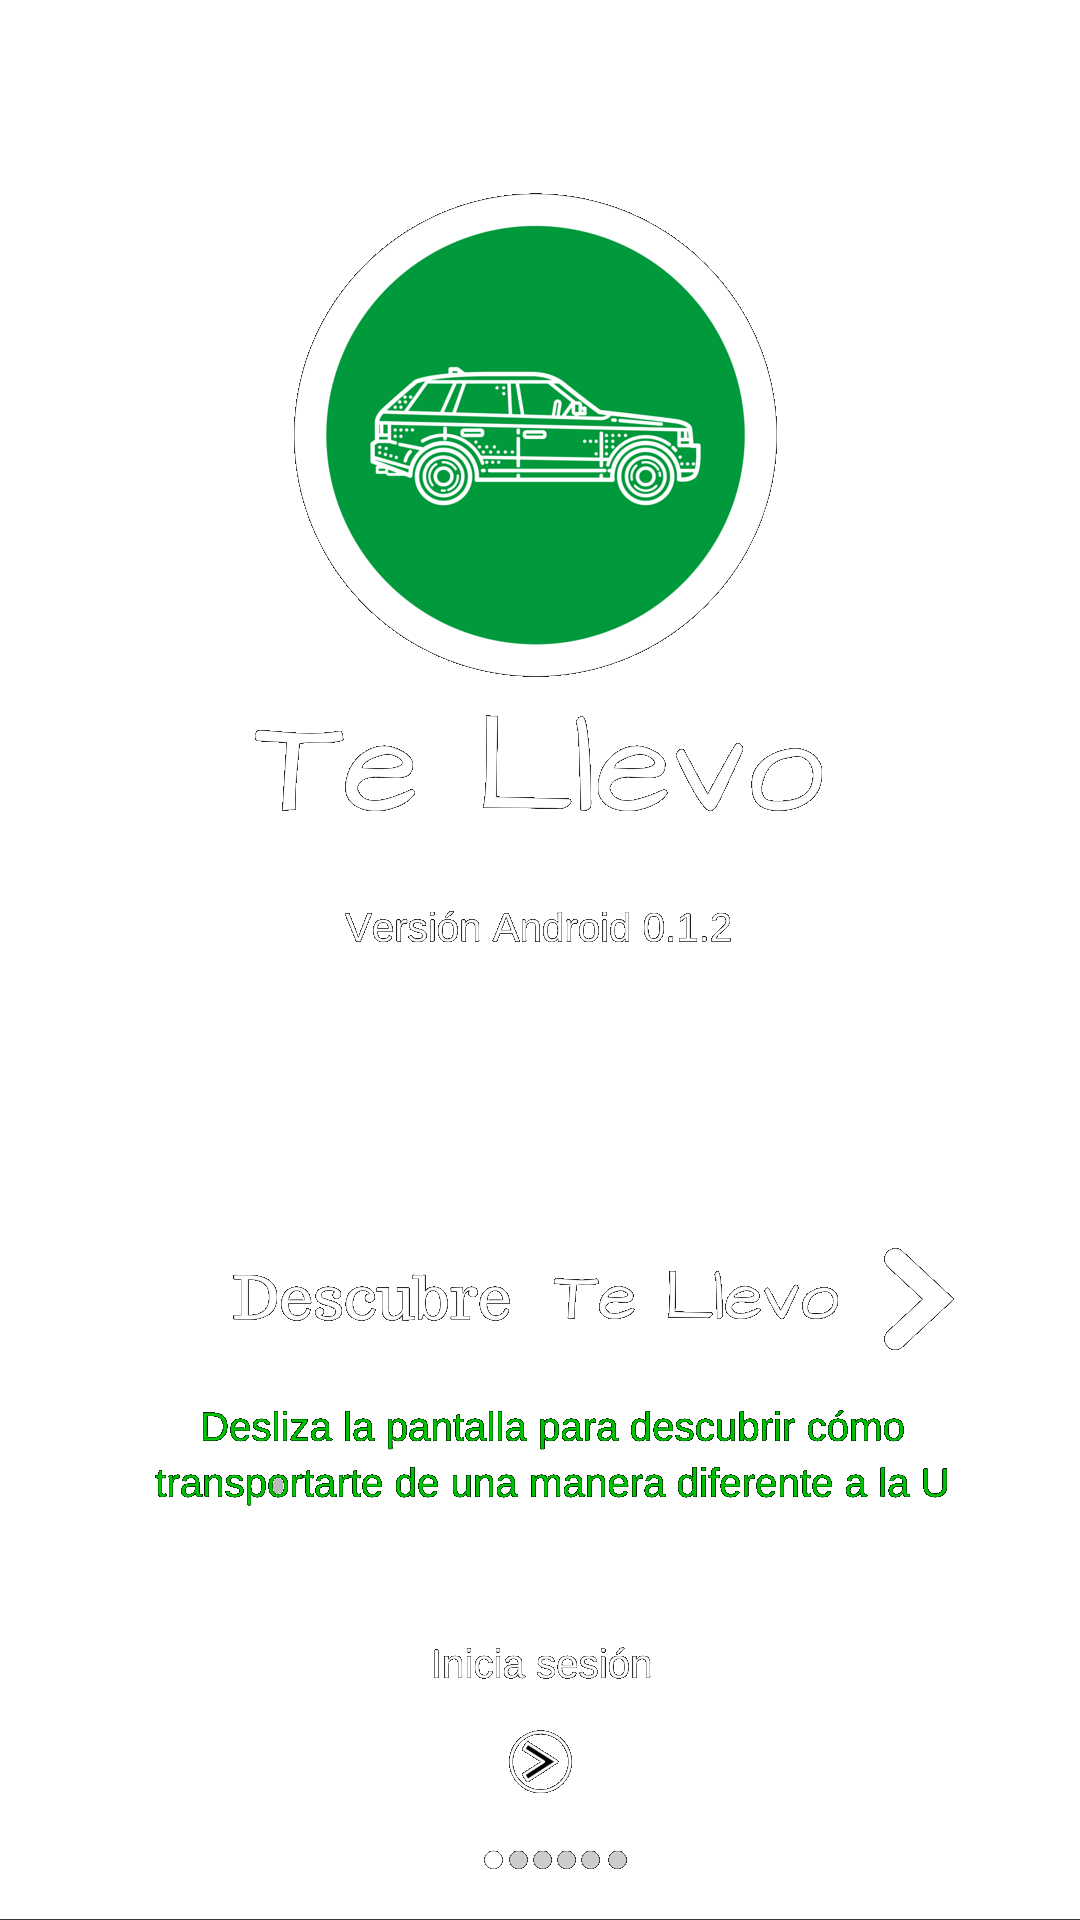 Te Llevo
Versión Android 0.1.2
Descubre Te Llevo
Desliza la pantalla para descubrir cómo
transportarte de una manera diferente a la U
Inicia sesión